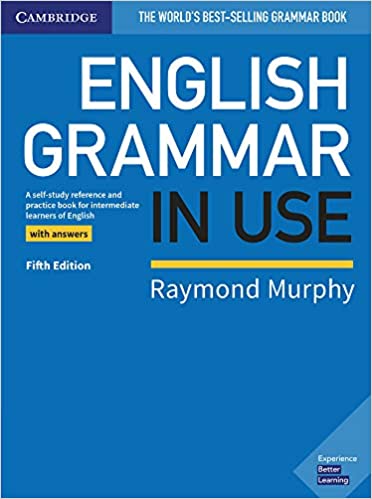 CAMBRIDGE
THE WORLD'S BEST-SELLING GRAMMAR BOOK
ENGLISH
GRAMMAR
IN USE
A self-study reference and
practice book for intermediate
learners of English
with answers
Fifth Edition
Raymond Murphy
Experience
Better
Learning